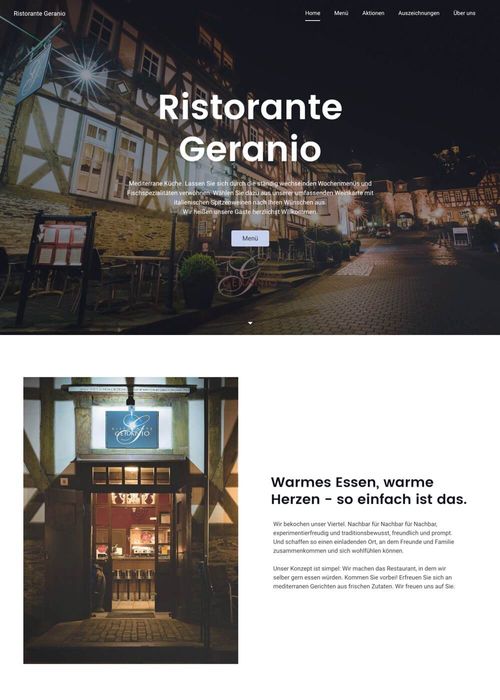 Ristorante Geranio
Home Menü Aktionen Auszeichnungen Über uns
Ristorante
Geranio
Mediterrane Küche. Lassen Sie sich durch die ständig wechselnden Wochenmenüs und
Fischspezialitäten verwöhnen. Wählen Sie dazu aus unserer umfassenden Weinkarte mit
italienischen Spitzenweinen nach Ihren Wünschen aus.
Wir heißen unsere Gäste herzlichst Willkommen.
Menü
G
GERANIO
RISTORANTE
GERANIO
Warmes Essen, warme
Herzen - so einfach ist das.
Wir bekochen unser Viertel. Nachbar für Nachbar für Nachbar,
experimentierfreudig und traditionsbewusst, freundlich und prompt.
Und schaffen so einen einladenden Ort, an dem Freunde und Familie
zusammenkommen und sich wohlfühlen können.
Unser Konzept ist simpel: Wir machen das Restaurant, in dem wir
selber gern essen würden. Kommen Sie vorbei! Erfreuen Sie sich an
mediterranen Gerichten aus frischen Zutaten. Wir freuen uns auf Sie.